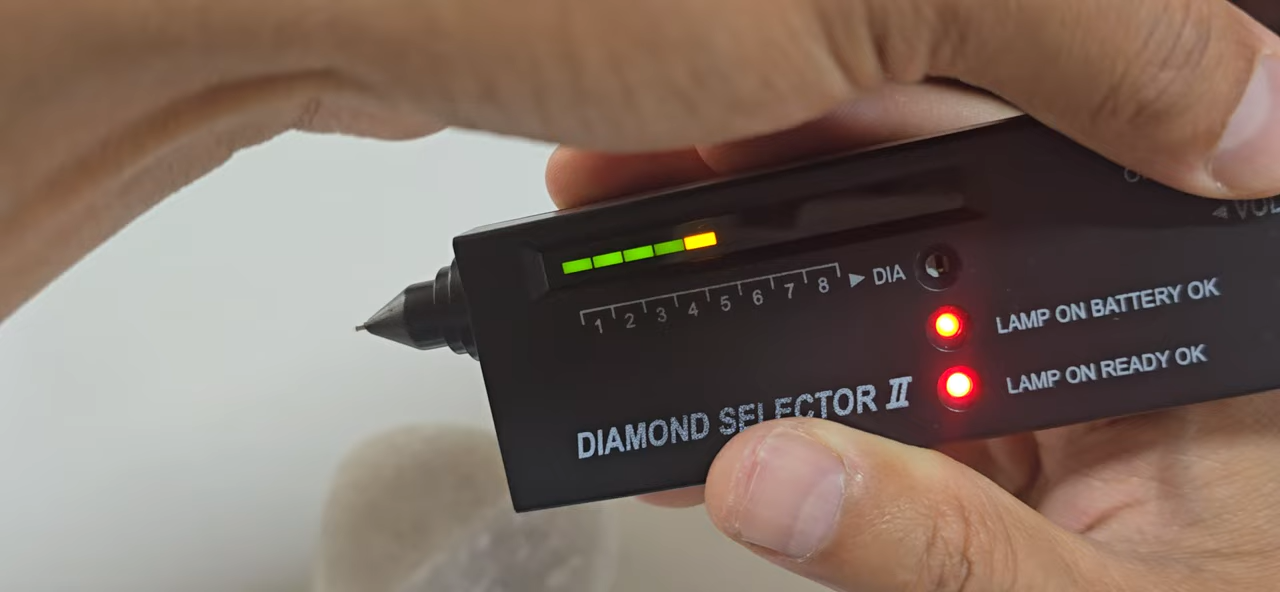 1 2 3 4 5 6 7 8 ▶ DIA
LAMP ON BATTERY OK
LAMP ON READY OK
DIAMOND SELECTOR II